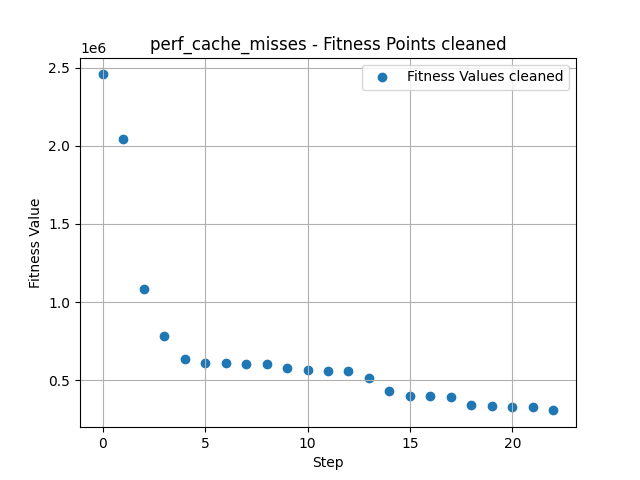 perf_cache_misses - Fitness Points cleaned
1e6
Fitness Values cleaned
2.5
2.0
1.5
1.0
0.5
Fitness Value
0 5 10 15 20
Step